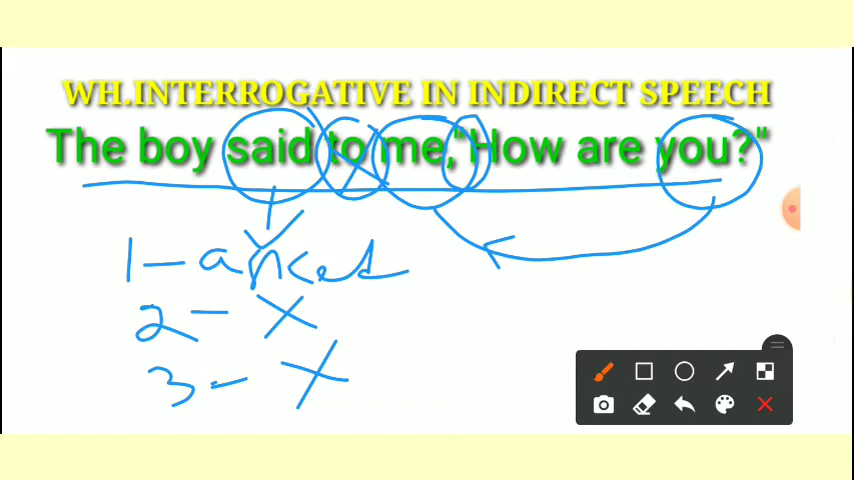 WH.INTERROGATIVE IN INDIRECT SPEECH
The boy said to me,"How are you?"
1-asked
2-X
3-X